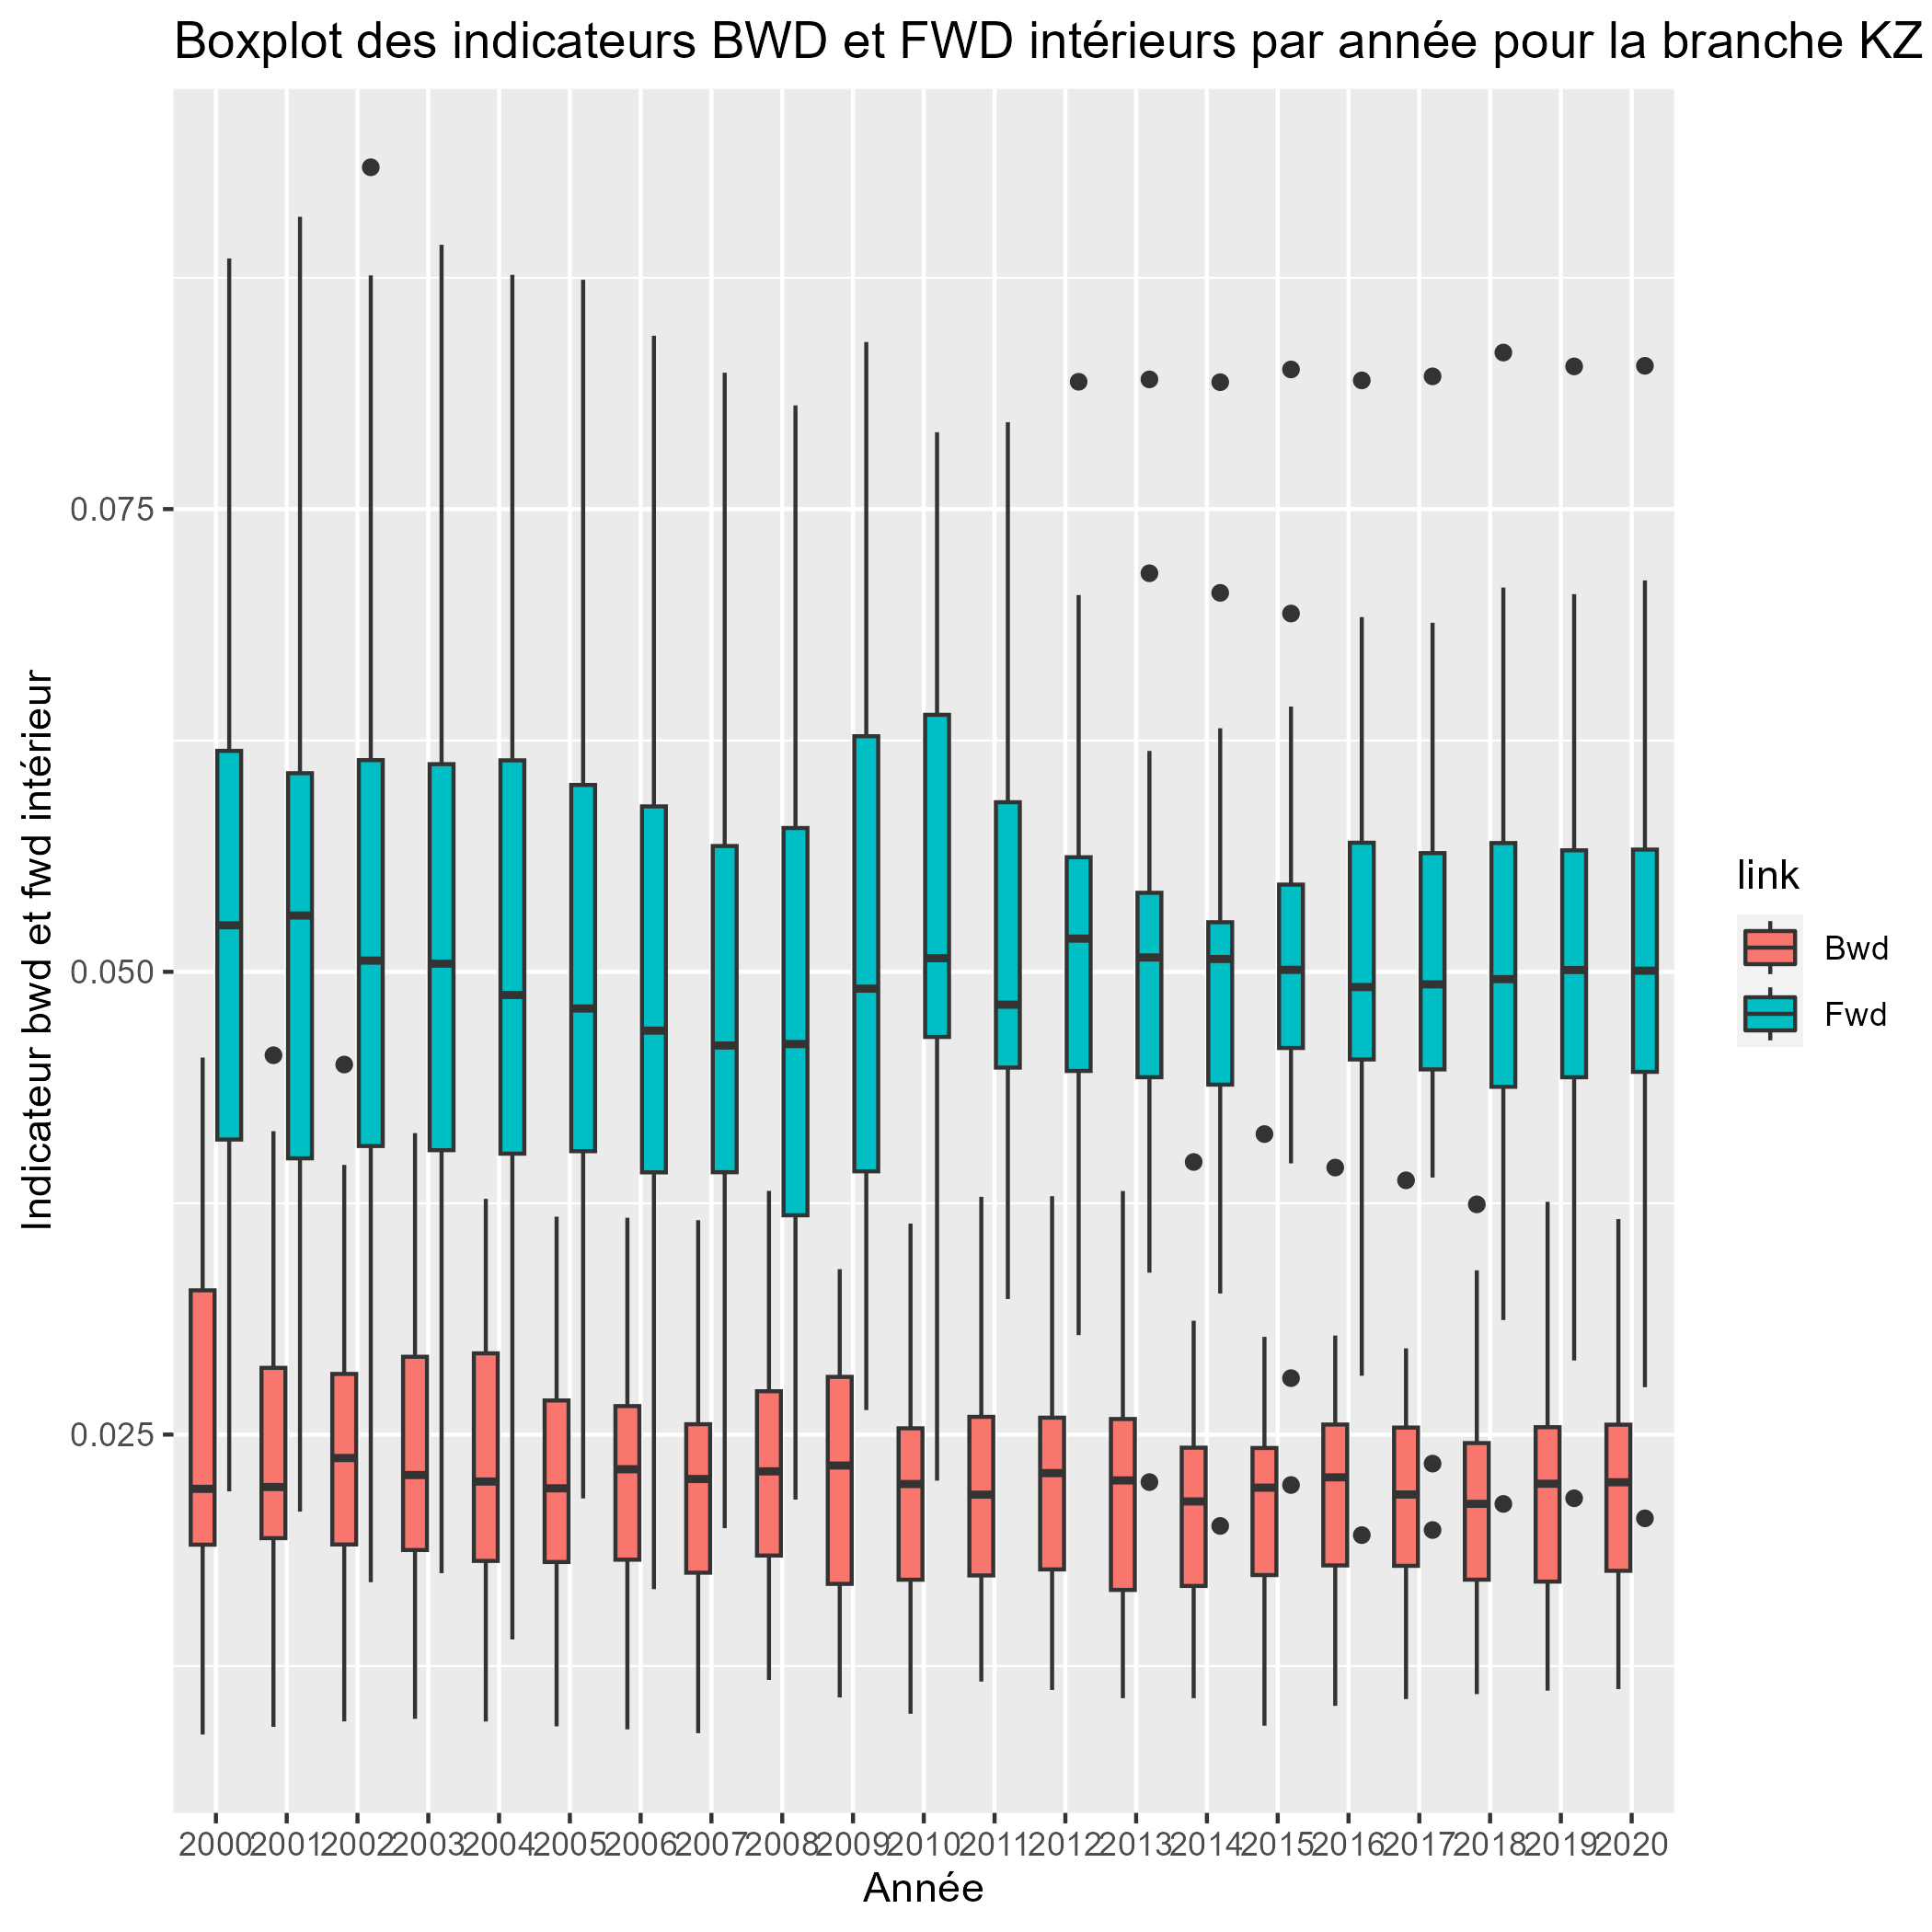 Boxplot des indicateurs BWD et FWD intérieurs par année pour la branche KZ
Indicateur bwd et fwd intérieur
0.075
0.050
0.025
2000 2001 2002 2003 2004 2005 2006 2007 2008 2009 2010 2011 2012 2013 2014 2015 2016 2017 2018 2019 2020
Année
link
Bwd
Fwd